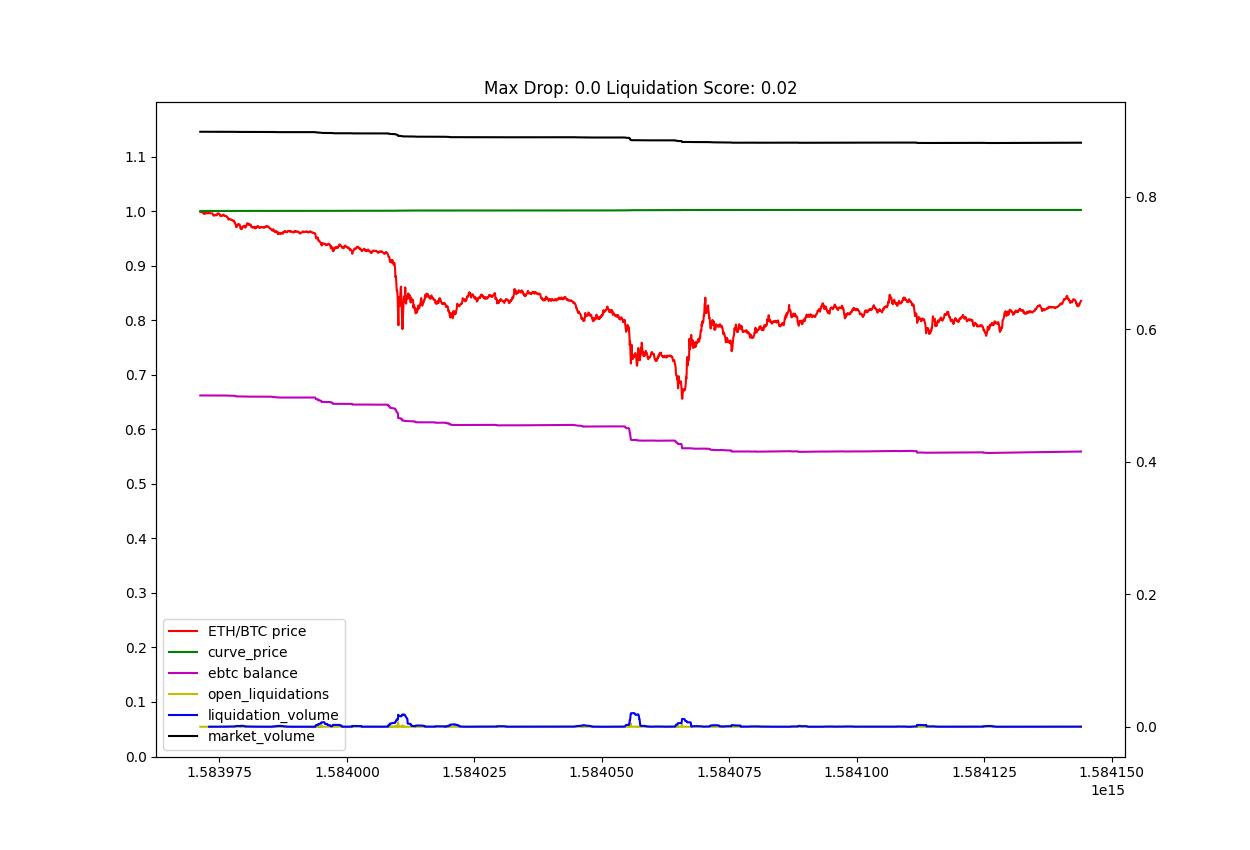 Max Drop: 0.0 Liquidation Score: 0.02
1.1
1.0
0.9
0.8
0.7
0.6
0.5
0.4
0.3
0.2
0.1
0.0
0.8
0.6
0.4
0.2
0.0
ETH/BTC price
curve_price
ebtc balance
open_liquidations
liquidation_volume
market_volume
1.583975 1.584000 1.584025 1.584050 1.584075 1.584100 1.584125 1.584150
1e15